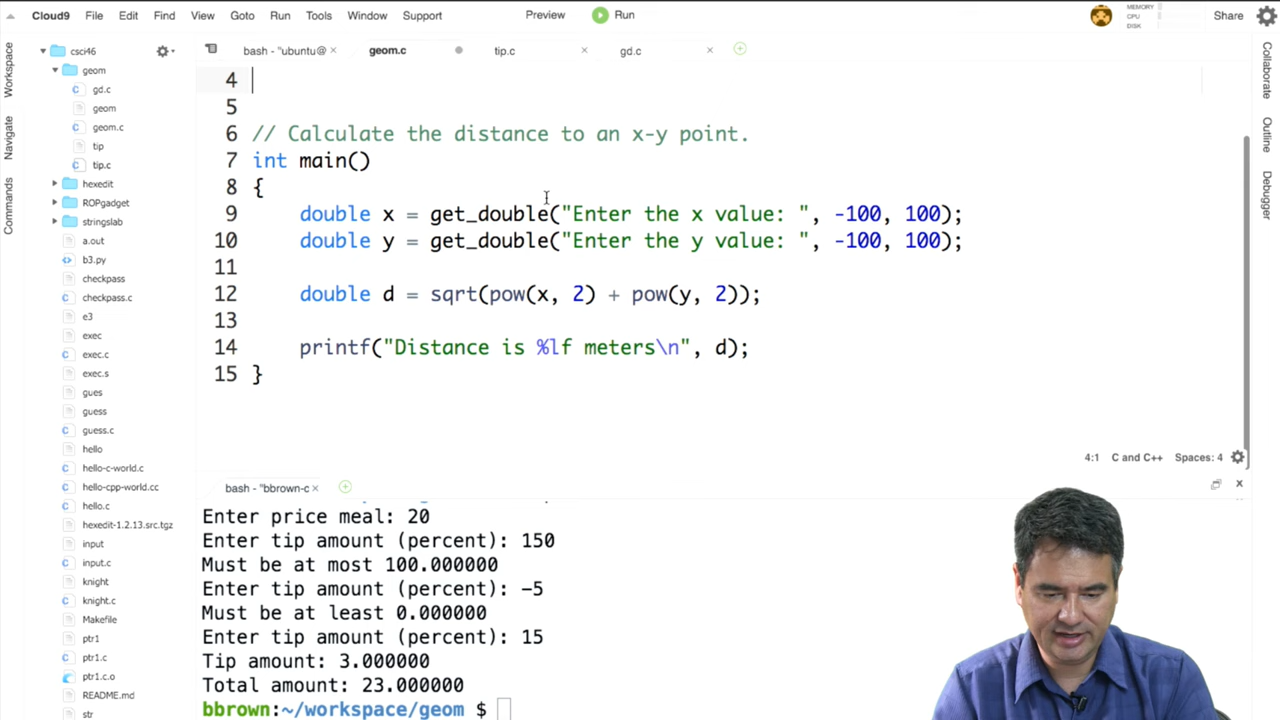 Cloud9 File Edit Find View Goto Run Tools Window Support Preview Run MEMORY CPU DISK Share
Workspace
Navigate
Commands
csci46
geom
gd.c
geom
geom.c
tip
tip.c
hexedit
ROPgadget
stringslab
a.out
b3.py
checkpass
checkpass.c
e3
exec
exec.c
exec.s
gues
guess
guess.c
hello
hello-c-world.c
hello-cpp-world.cc
hello.c
hexedit-1.2.13.src.tgz
input
input.c
knight
knight.c
Makefile
ptr1
ptr1.c
ptr1.c.o
README.md
str
bash - "ubuntu@ × geom.c tip.c × gd.c ×
4
5
6 // Calculate the distance to an x-y point.
7 int main()
8 {
9 double x = get_double("Enter the x value: ", -100, 100);
10 double y = get_double("Enter the y value: ", -100, 100);
11
12 double d = sqrt(pow(x, 2) + pow(y, 2));
13
14 printf("Distance is %lf meters\n", d);
15 }
4:1 C and C++ Spaces: 4
bash - "bbrown-c ×
Enter price meal: 20
Enter tip amount (percent): 150
Must be at most 100.000000
Enter tip amount (percent): -5
Must be at least 0.000000
Enter tip amount (percent): 15
Tip amount: 3.000000
Total amount: 23.000000
bbrown:~/workspace/geom $
Collaborate
Outline
Debugger